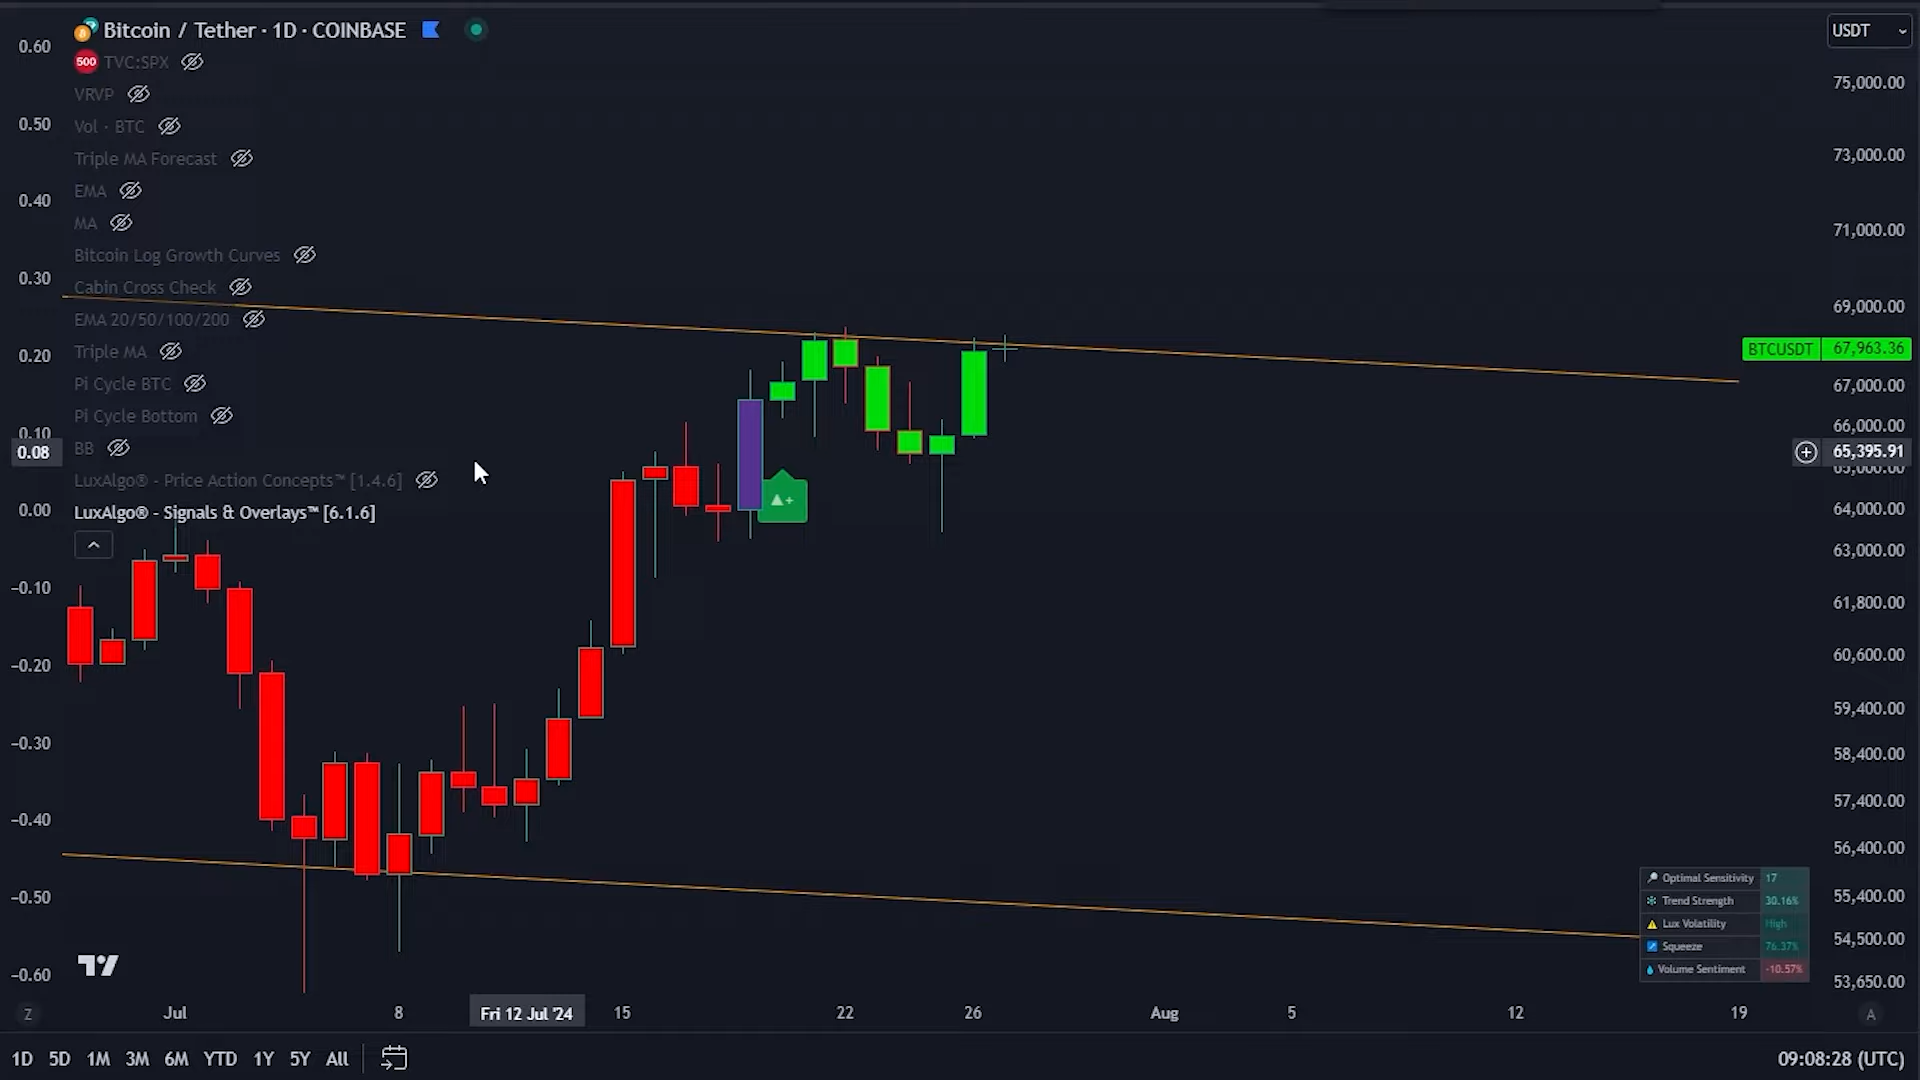 Bitcoin / Tether · 1D · COINBASE
500 TVC:SPX
VRVP
Vol · BTC
Triple MA Forecast
EMA
MA
Bitcoin Log Growth Curves
Cabin Cross Check
EMA 20/50/100/200
Triple MA
Pi Cycle BTC
Pi Cycle Bottom
BB
LuxAlgo® - Price Action Concepts™ [1.4.6]
LuxAlgo® - Signals & Overlays™ [6.1.6]
0.60
0.50
0.40
0.30
0.20
0.10
0.08
0.00
−0.10
−0.20
−0.30
−0.40
−0.50
−0.60
USDT
75,000.00
73,000.00
71,000.00
69,000.00
BTCUSDT 67,963.36
67,000.00
66,000.00
65,395.91
65,000.00
64,000.00
63,000.00
61,800.00
60,600.00
59,400.00
58,400.00
57,400.00
56,400.00
55,400.00
54,500.00
53,650.00
▲+
Optimal Sensitivity 17
Trend Strength 30.16%
Lux Volatility High
Squeeze 76.37%
Volume Sentiment -10.57%
Z Jul 8 Fri 12 Jul '24 15 22 26 Aug 5 12 19 A
1D 5D 1M 3M 6M YTD 1Y 5Y All 09:08:28 (UTC)